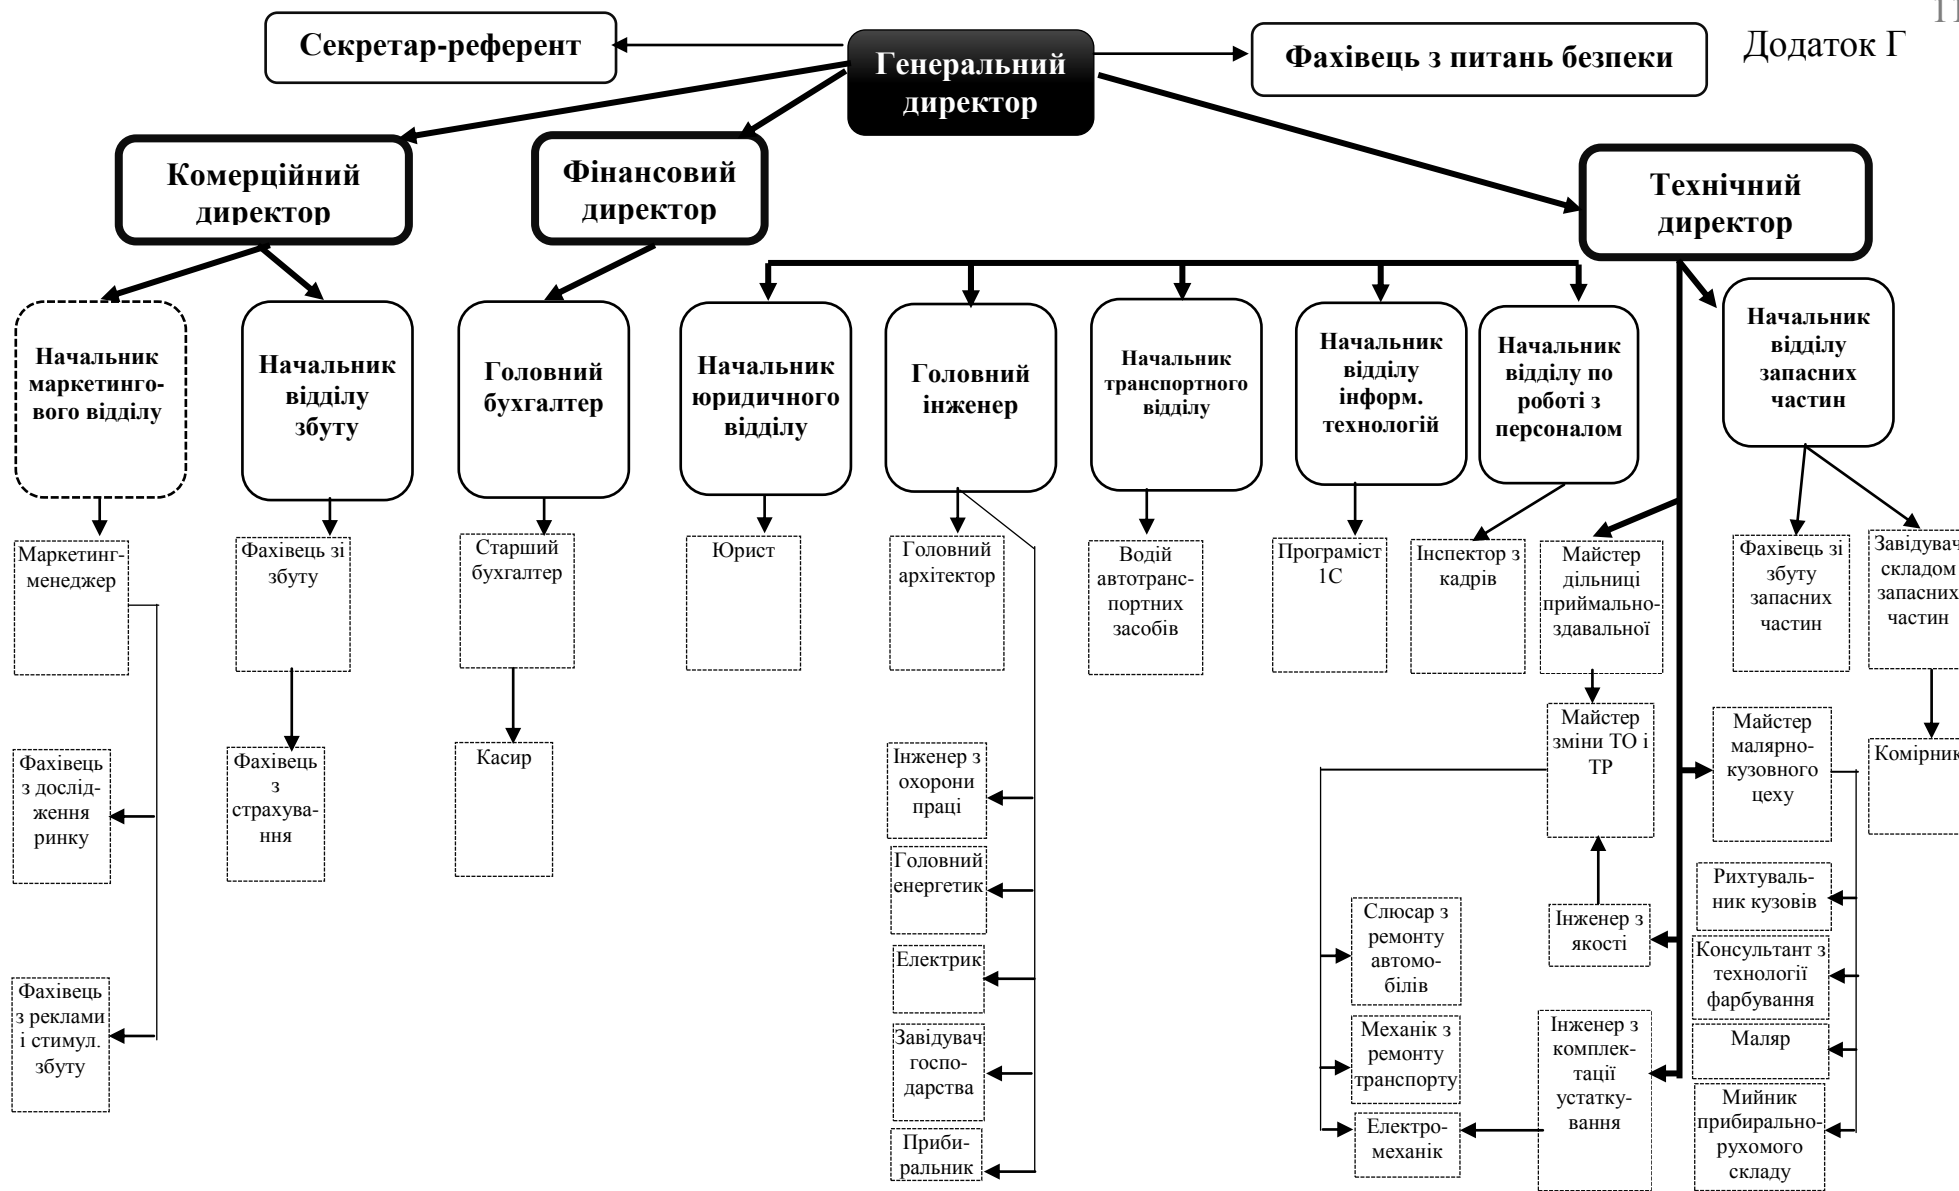 11
Додаток Г
Секретар-референт
Генеральний
директор
Фахівець з питань безпеки
Комерційний
директор
Фінансовий
директор
Технічний
директор
Начальник
маркетинго-
вого відділу
Начальник
відділу
збуту
Головний
бухгалтер
Начальник
юридичного
відділу
Головний
інженер
Начальник
транспортного
відділу
Начальник
відділу
інформ.
технологій
Начальник
відділу по
роботі з
персоналом
Начальник
відділу
запасних
частин
Маркетинг-
менеджер
Фахівець зі
збуту
Старший
бухгалтер
Юрист
Головний
архітектор
Водій
автотранс-
портних
засобів
Програміст
1С
Інспектор з
кадрів
Майстер
дільниці
приймально-
здавальної
Фахівець зі
збуту
запасних
частин
Завідувач
складом
запасних
частин
Фахівець
з дослід-
ження
ринку
Фахівець
з
страхува-
ння
Касир
Інженер з
охорони
праці
Майстер
зміни ТО і
ТР
Майстер
малярно-
кузовного
цеху
Комірник
Головний
енергетик
Слюсар з
ремонту
автомо-
білів
Інженер з
якості
Рихтуваль-
ник кузовів
Електрик
Консультант з
технології
фарбування
Фахівець
з реклами
і стимул.
збуту
Завідувач
госпо-
дарства
Механік з
ремонту
транспорту
Інженер з
комплек-
тації
устатку-
вання
Маляр
Приби-
ральник
Електро-
механік
Мийник
прибирально-
рухомого
складу